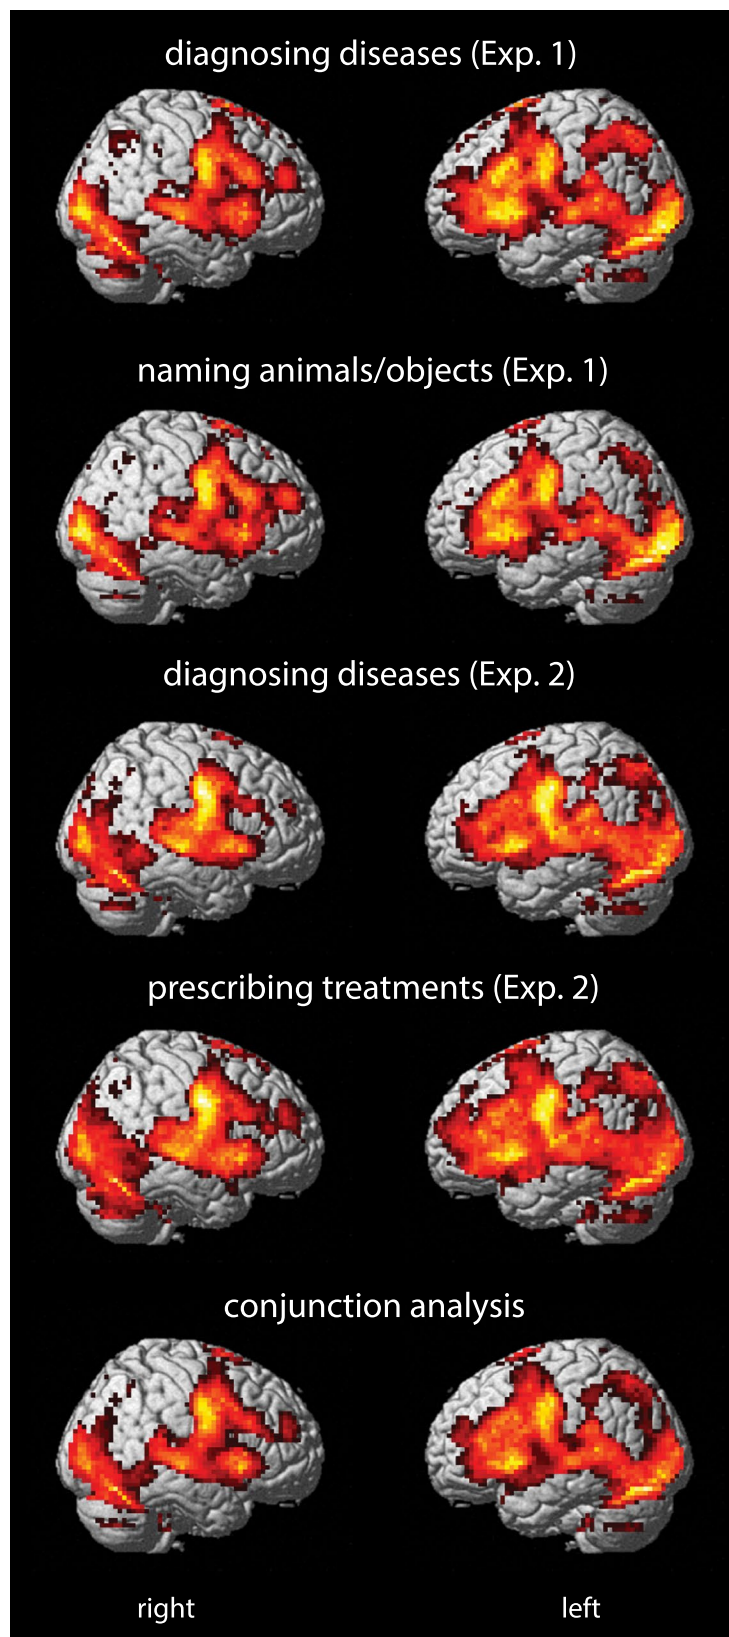 diagnosing diseases (Exp. 1)
naming animals/objects (Exp. 1)
diagnosing diseases (Exp. 2)
prescribing treatments (Exp. 2)
conjunction analysis
right left